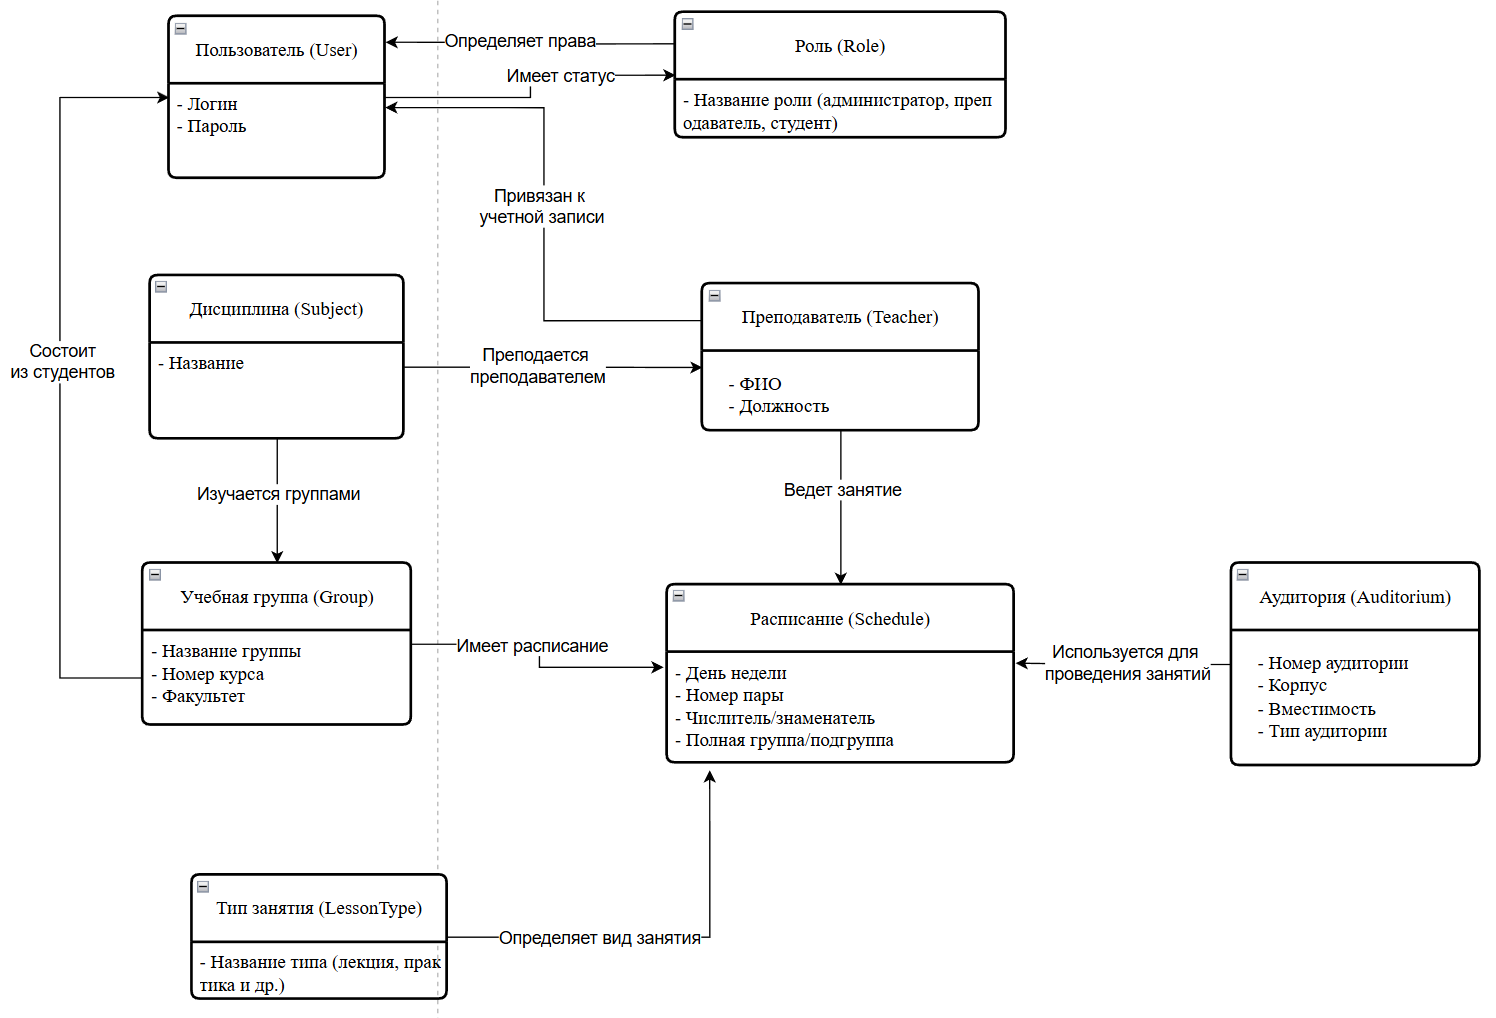 Пользователь (User)
- Логин
- Пароль
Определяет права
Имеет статус
Роль (Role)
- Название роли (администратор, преп
одаватель, студент)
Привязан к
учетной записи
Дисциплина (Subject)
- Название
Преподается
преподавателем
Преподаватель (Teacher)
- ФИО
- Должность
Состоит
из студентов
Изучается группами
Ведет занятие
Учебная группа (Group)
- Название группы
- Номер курса
- Факультет
Имеет расписание
Расписание (Schedule)
- День недели
- Номер пары
- Числитель/знаменатель
- Полная группа/подгруппа
Используется для
проведения занятий
Аудитория (Auditorium)
- Номер аудитории
- Корпус
- Вместимость
- Тип аудитории
Тип занятия (LessonType)
- Название типа (лекция, прак
тика и др.)
Определяет вид занятия